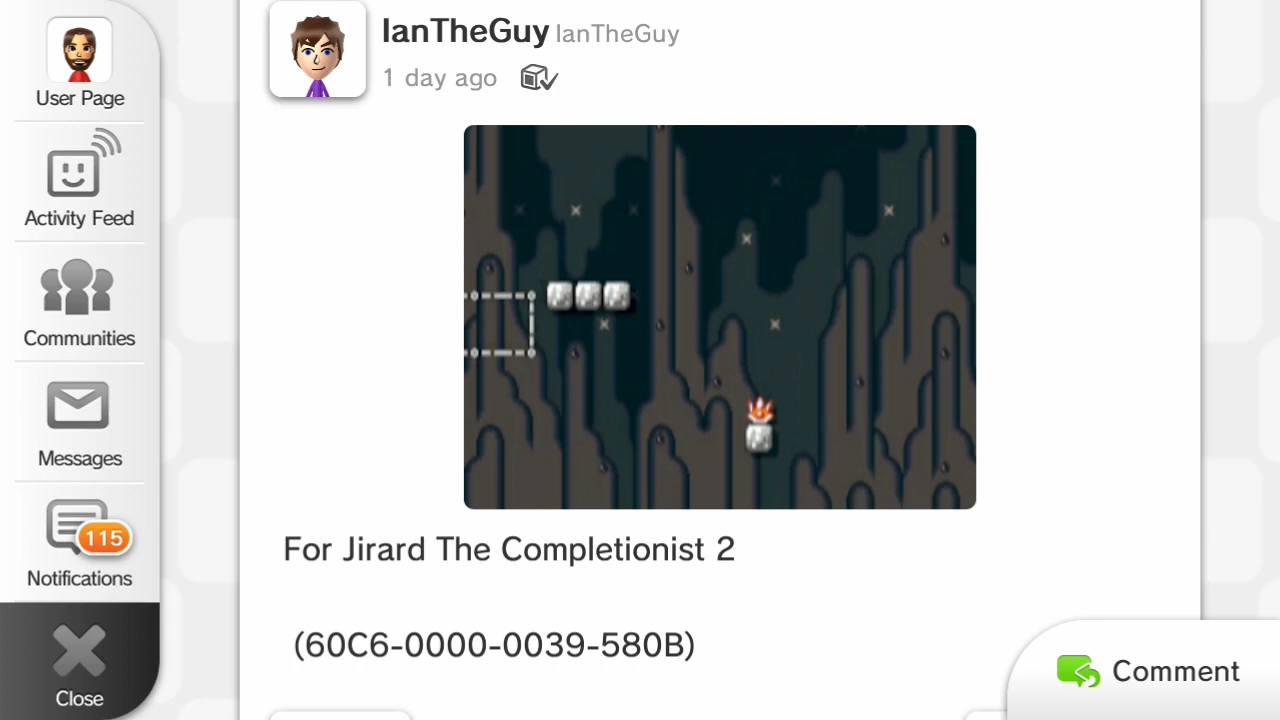 IanTheGuy IanTheGuy
1 day ago
User Page
Activity Feed
Communities
Messages
115
Notifications
Close
For Jirard The Completionist 2
(60C6-0000-0039-580B)
Comment